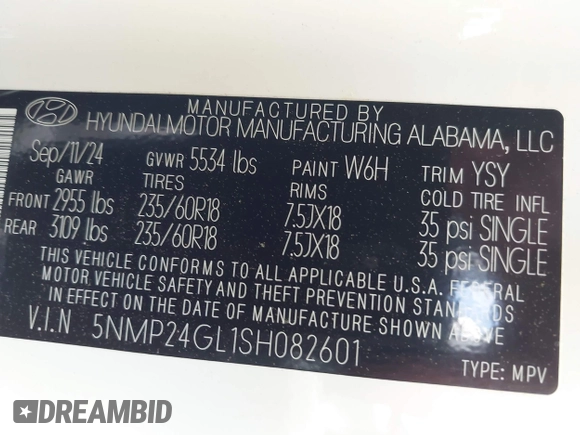 MANUFACTURED BY
HYUNDAI MOTOR MANUFACTURING ALABAMA, LLC
Sep/11/24 GVWR 5534 lbs PAINT W6H TRIM YSY
GAWR TIRES RIMS COLD TIRE INFL
FRONT 2955 lbs 235/60R18 7.5JX18 35 psi SINGLE
REAR 3109 lbs 235/60R18 7.5JX18 35 psi SINGLE
THIS VEHICLE CONFORMS TO ALL APPLICABLE U.S.A. FEDERAL
MOTOR VEHICLE SAFETY AND THEFT PREVENTION STANDARDS
IN EFFECT ON THE DATE OF MANUFACTURE SHOWN ABOVE.
V.I.N 5NMP24GL1SH082601
TYPE: MPV
DREAMBID